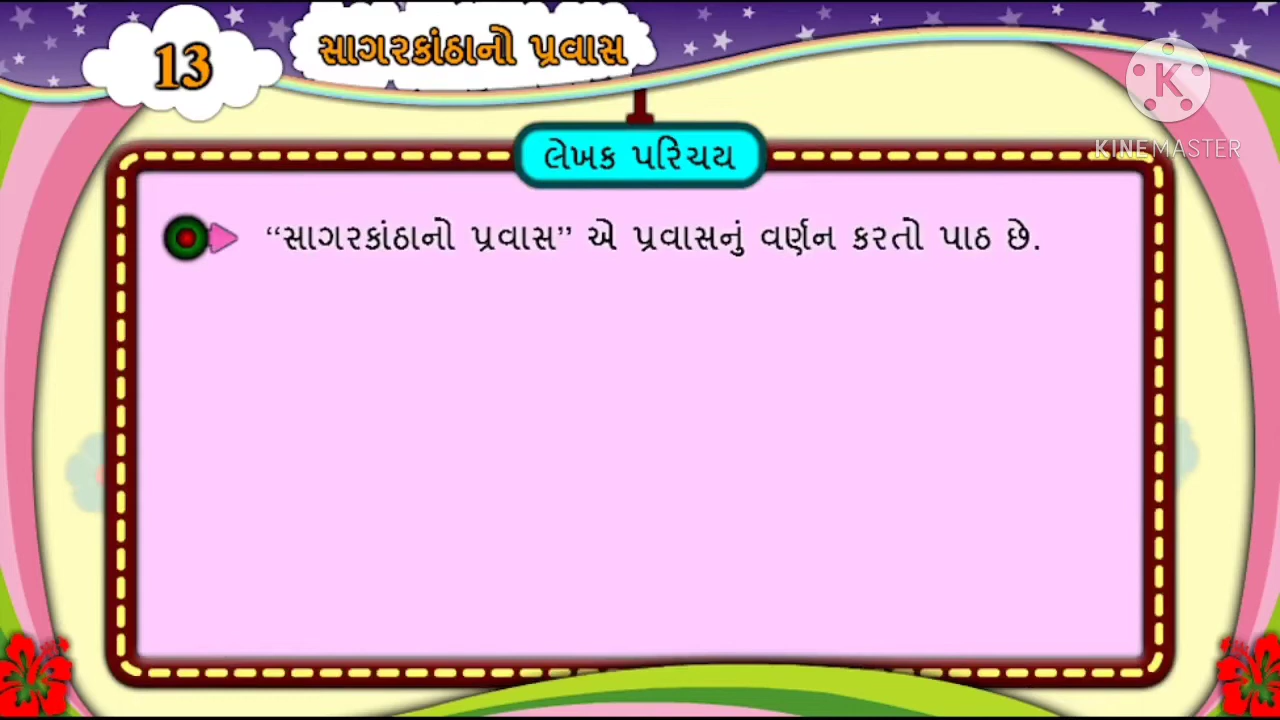 13
સાગરકાંઠાનો પ્રવાસ
K
KINEMASTER
લેખક પરિચય
‘‘સાગરકાંઠાનો પ્રવાસ’’ એ પ્રવાસનું વર્ણન કરતો પાઠ છે.